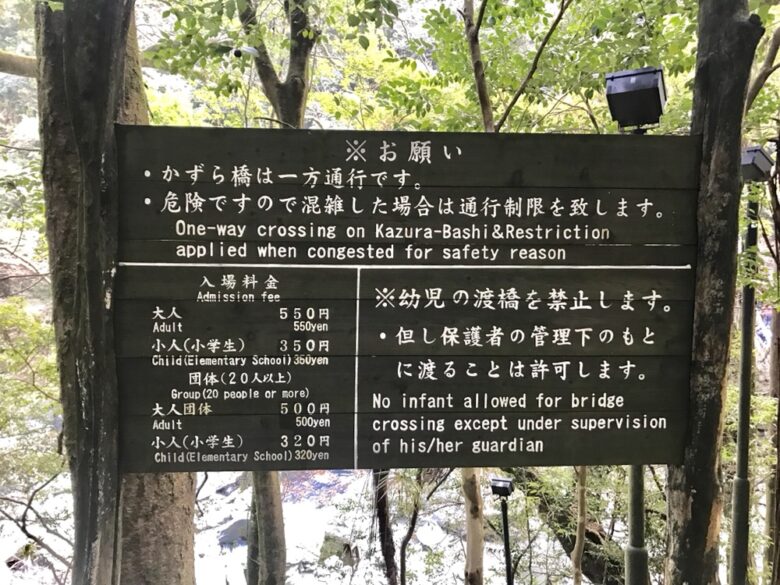 ※お願い
・かずら橋は一方通行です。
・危険ですので混雑した場合は通行制限を致します。
One-way crossing on Kazura-Bashi&Restriction
applied when congested for safety reason
入場料金
Admission fee
大人 550円
Adult 550yen
小人(小学生) 350円
Child(Elementary School) 350yen
団体(20人以上)
Group(20 people or more)
大人団体 500円
Adult 500yen
小人(小学生) 320円
Child(Elementary School) 320yen
※幼児の渡橋を禁止します。
・但し保護者の管理下のもと
に渡ることは許可します。
No infant allowed for bridge
crossing except under supervision
of his/her guardian